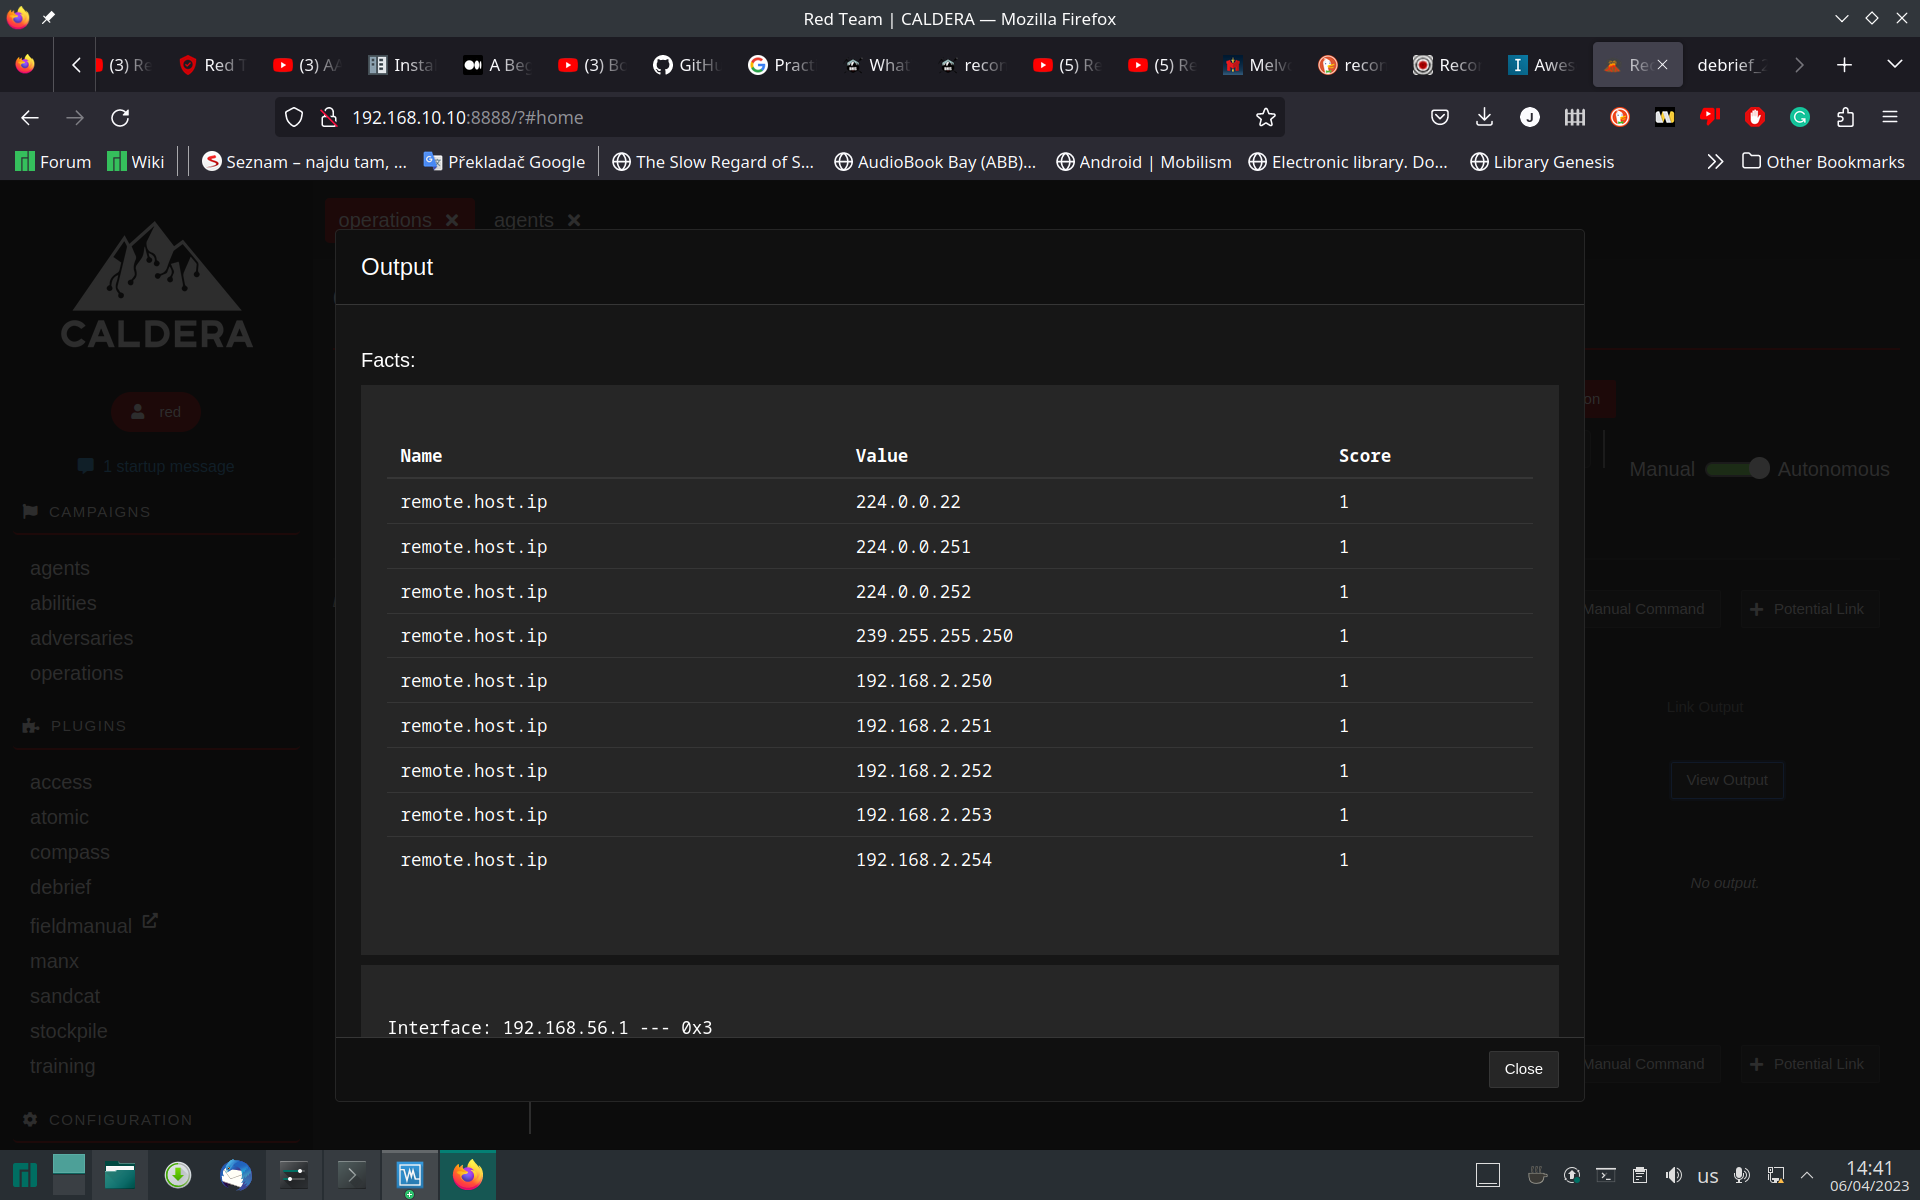 Red Team | CALDERA — Mozilla Firefox
(3) Re
Red T
(3) AA
Insta
A Beg
(3) Bo
GitHu
Pract
What
recon
(5) Re
(5) Re
Melvo
recon
Recon
Awes
Re
debrief_2
192.168.10.10:8888/?#home
Forum
Wiki
Seznam – najdu tam, ...
Překladač Google
The Slow Regard of S...
AudioBook Bay (ABB)...
Android | Mobilism
Electronic library. Do...
Library Genesis
Other Bookmarks
operations
agents
CALDERA
red
1 startup message
CAMPAIGNS
agents
abilities
adversaries
operations
PLUGINS
access
atomic
compass
debrief
fieldmanual
manx
sandcat
stockpile
training
CONFIGURATION
Output
Facts:
Name Value Score
remote.host.ip 224.0.0.22 1
remote.host.ip 224.0.0.251 1
remote.host.ip 224.0.0.252 1
remote.host.ip 239.255.255.250 1
remote.host.ip 192.168.2.250 1
remote.host.ip 192.168.2.251 1
remote.host.ip 192.168.2.252 1
remote.host.ip 192.168.2.253 1
remote.host.ip 192.168.2.254 1
Interface: 192.168.56.1 --- 0x3
Close
on
Manual Autonomous
Manual Command
+ Potential Link
Link Output
View Output
No output.
Manual Command
+ Potential Link
us
14:41
06/04/2023